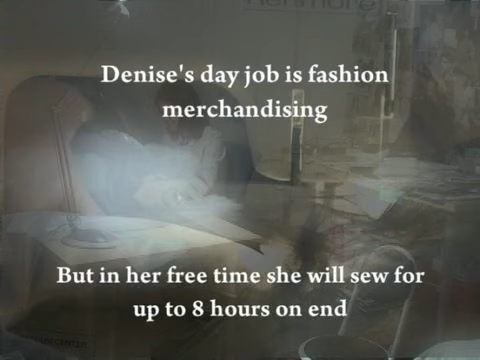 Kenmore
Denise's day job is fashion
merchandising
But in her free time she will sew for
up to 8 hours on end